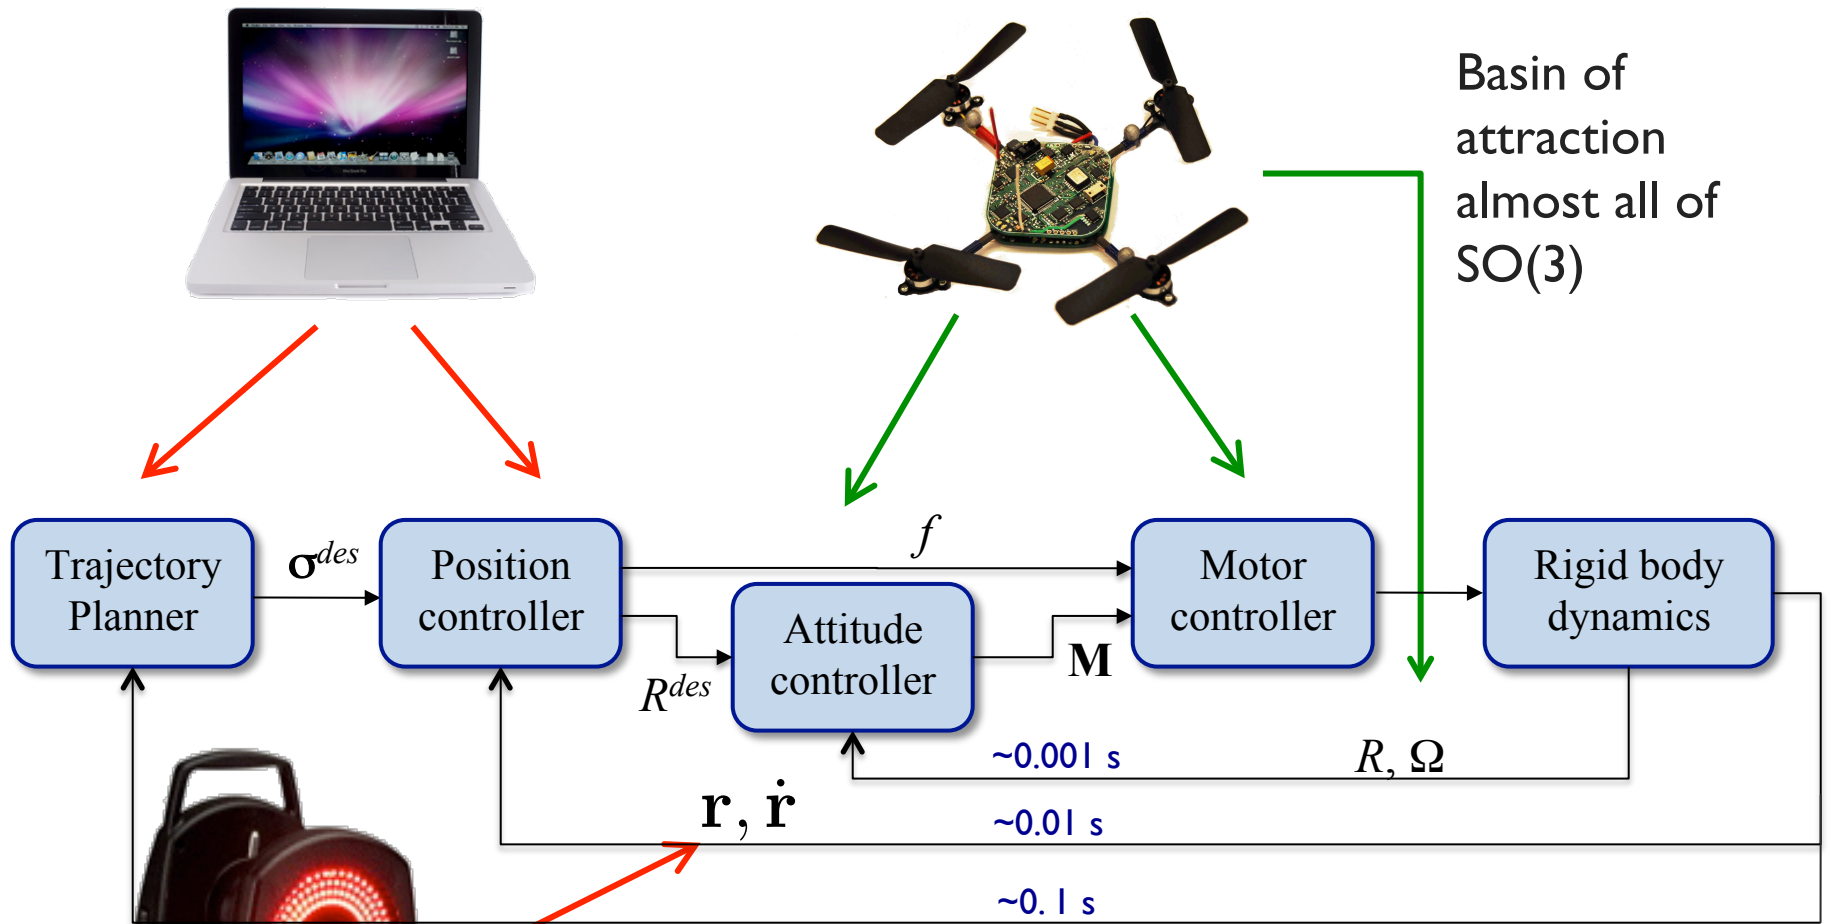 Basin of
attraction
almost all of
SO(3)
Trajectory
Planner
σ^des
Position
controller
f
R^des
Attitude
controller
M
Motor
controller
Rigid body
dynamics
~0.001 s
R, Ω
r, ṙ
~0.01 s
~0.1 s